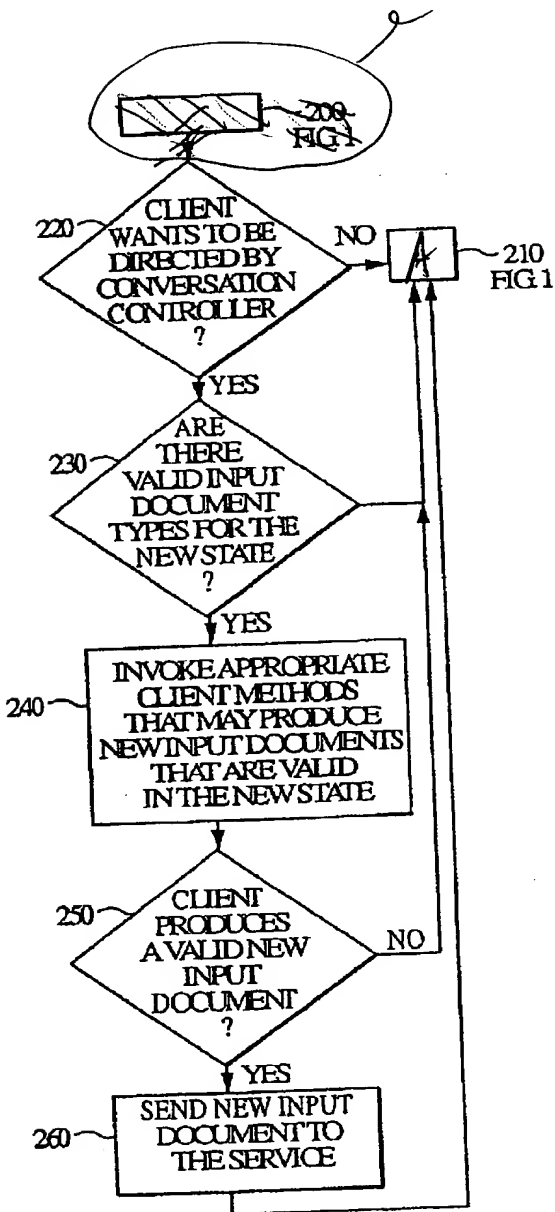 200
FIG 1
220
CLIENT
WANTS TO BE
DIRECTED BY
CONVERSATION
CONTROLLER
?
NO
A
210
FIG. 1
YES
230
ARE
THERE
VALID INPUT
DOCUMENT
TYPES FOR THE
NEW STATE
?
YES
240
INVOKE APPROPRIATE
CLIENT METHODS
THAT MAY PRODUCE
NEW INPUT DOCUMENTS
THAT ARE VALID
IN THE NEW STATE
250
CLIENT
PRODUCES
A VALID NEW
INPUT
DOCUMENT
?
NO
YES
260
SEND NEW INPUT
DOCUMENT TO
THE SERVICE